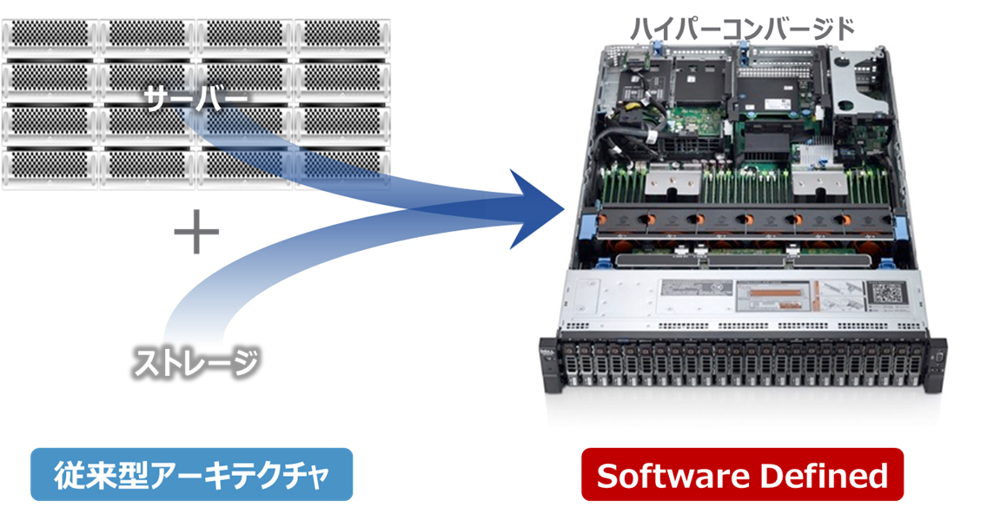 ハイパーコンバージド
サーバー
＋
ストレージ
従来型アーキテクチャ
Software Defined